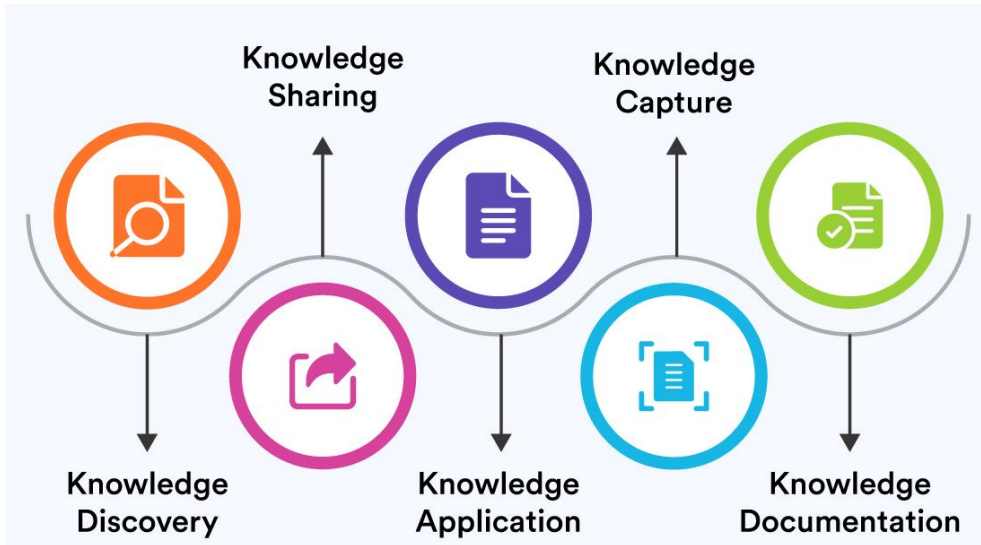 Knowledge
Sharing
Knowledge
Capture
Knowledge
Discovery
Knowledge
Application
Knowledge
Documentation